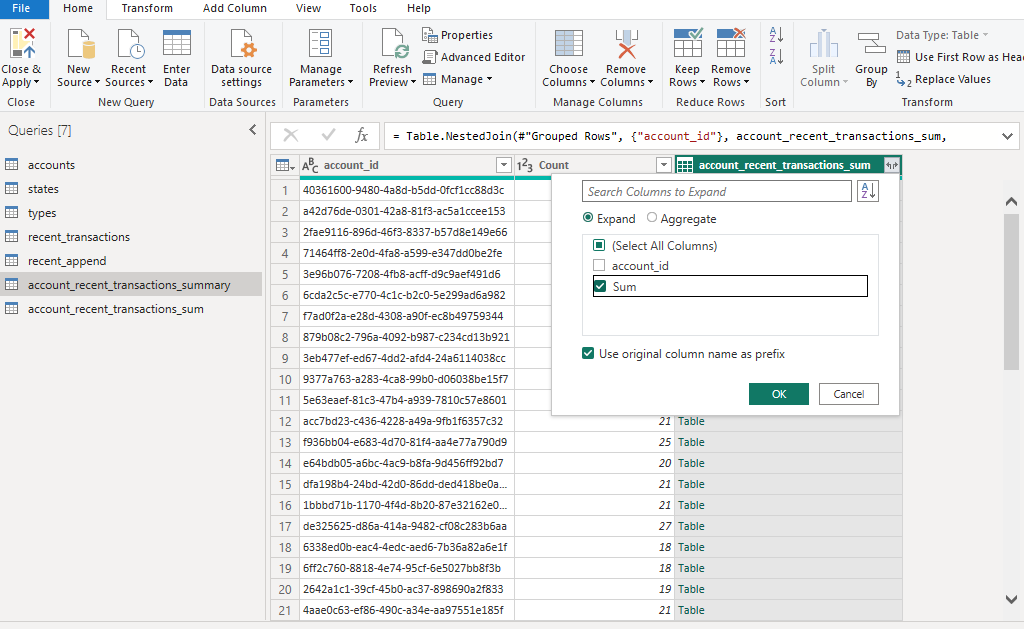 File Home Transform Add Column View Tools Help
Close & Apply
New Source
Recent Sources
Enter Data
Data source settings
Manage Parameters
Refresh Preview
Properties
Advanced Editor
Manage
Choose Columns
Remove Columns
Keep Rows
Remove Rows
Split Column
Group By
Data Type: Table
Use First Row as Hea
Replace Values
Close New Query Data Sources Parameters Query Manage Columns Reduce Rows Sort Transform
Queries [7]
accounts
states
types
recent_transactions
recent_append
account_recent_transactions_summary
account_recent_transactions_sum
= Table.NestedJoin(#"Grouped Rows", {"account_id"}, account_recent_transactions_sum,
account_id 123 Count account_recent_transactions_sum
1 40361600-9480-4a8d-b5dd-0fcf1cc88d3c
2 a42d76de-0301-42a8-81f3-ac5a1ccee153
3 2fae9116-896d-46f3-8337-b57d8e149e66
4 71464ff8-2e0d-4fa8-a599-e347dd0be2fe
5 3e96b076-7208-4fb8-acff-d9c9aef491d6
6 6cda2c5c-e770-4c1c-b2c0-5e299ad6a982
7 f7ad0f2a-e28d-4308-a90f-ec8b49759344
8 879b08c2-796a-4092-b987-c234cd13b921
9 3eb477ef-ed67-4dd2-afd4-24a6114038cc
10 9377a763-a283-4ca8-99b0-d06038be15f7
11 5e63eaef-81c3-47b4-a939-7810c57e8601
12 acc7bd23-c436-4228-a49a-9fb1f6357c32 21 Table
13 f936bb04-e683-4d70-81f4-aa4e77a790d9 25 Table
14 e64bdb05-a6bc-4ac9-b8fa-9d456ff92bd7 20 Table
15 dfa198b4-24bd-42d0-86dd-ded418be0a... 21 Table
16 1bbbd71b-1170-4f4d-8b20-87e32162e0... 21 Table
17 de325625-d86a-414a-9482-cf08c283b6aa 27 Table
18 6338ed0b-eac4-4edc-aed6-7b36a82a6e1f 18 Table
19 6ff2c760-8818-4e74-95cf-6e5027bb8f3b 18 Table
20 2642a1c1-39cf-45b0-ac37-898690a2f833 19 Table
21 4aae0c63-ef86-490c-a34e-aa97551e185f 21 Table
Search Columns to Expand
Expand Aggregate
(Select All Columns)
account_id
Sum
Use original column name as prefix
OK Cancel